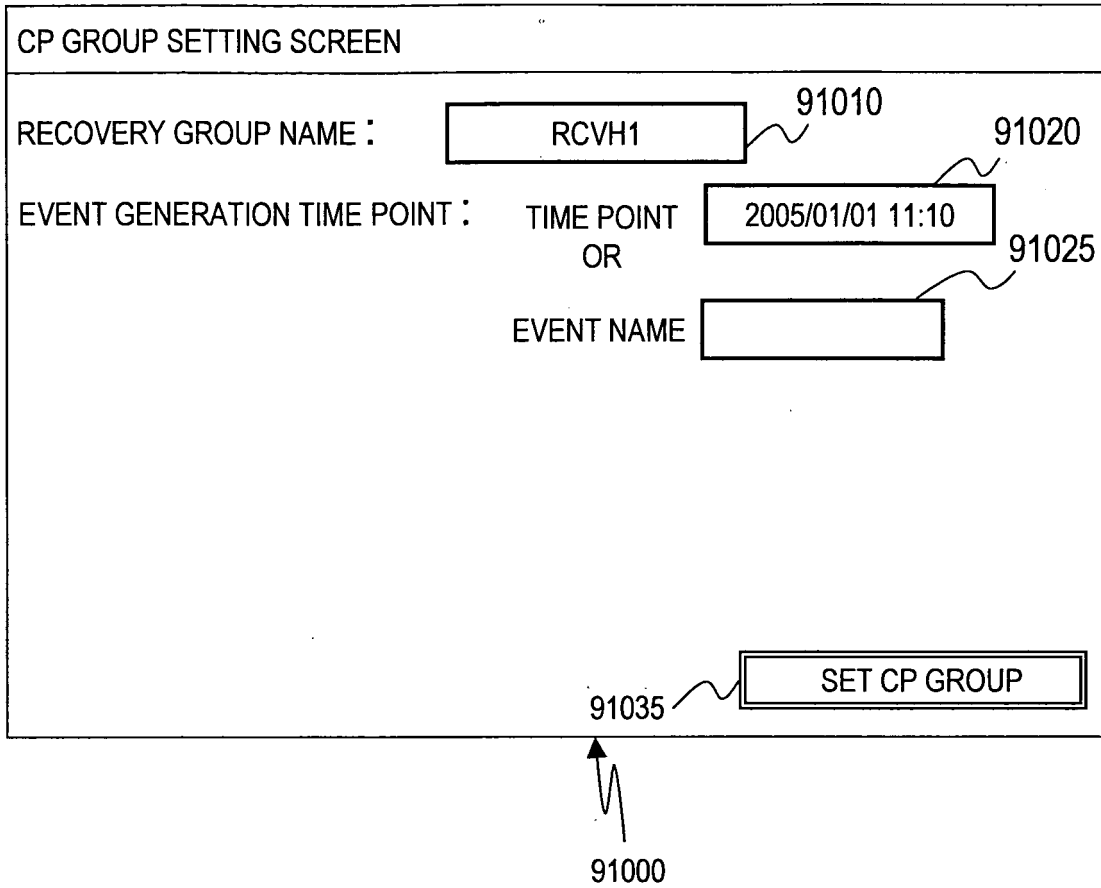 CP GROUP SETTING SCREEN
RECOVERY GROUP NAME : RCVH1 91010
91020
EVENT GENERATION TIME POINT : TIME POINT 2005/01/01 11:10
OR 91025
EVENT NAME
SET CP GROUP
91035
91000